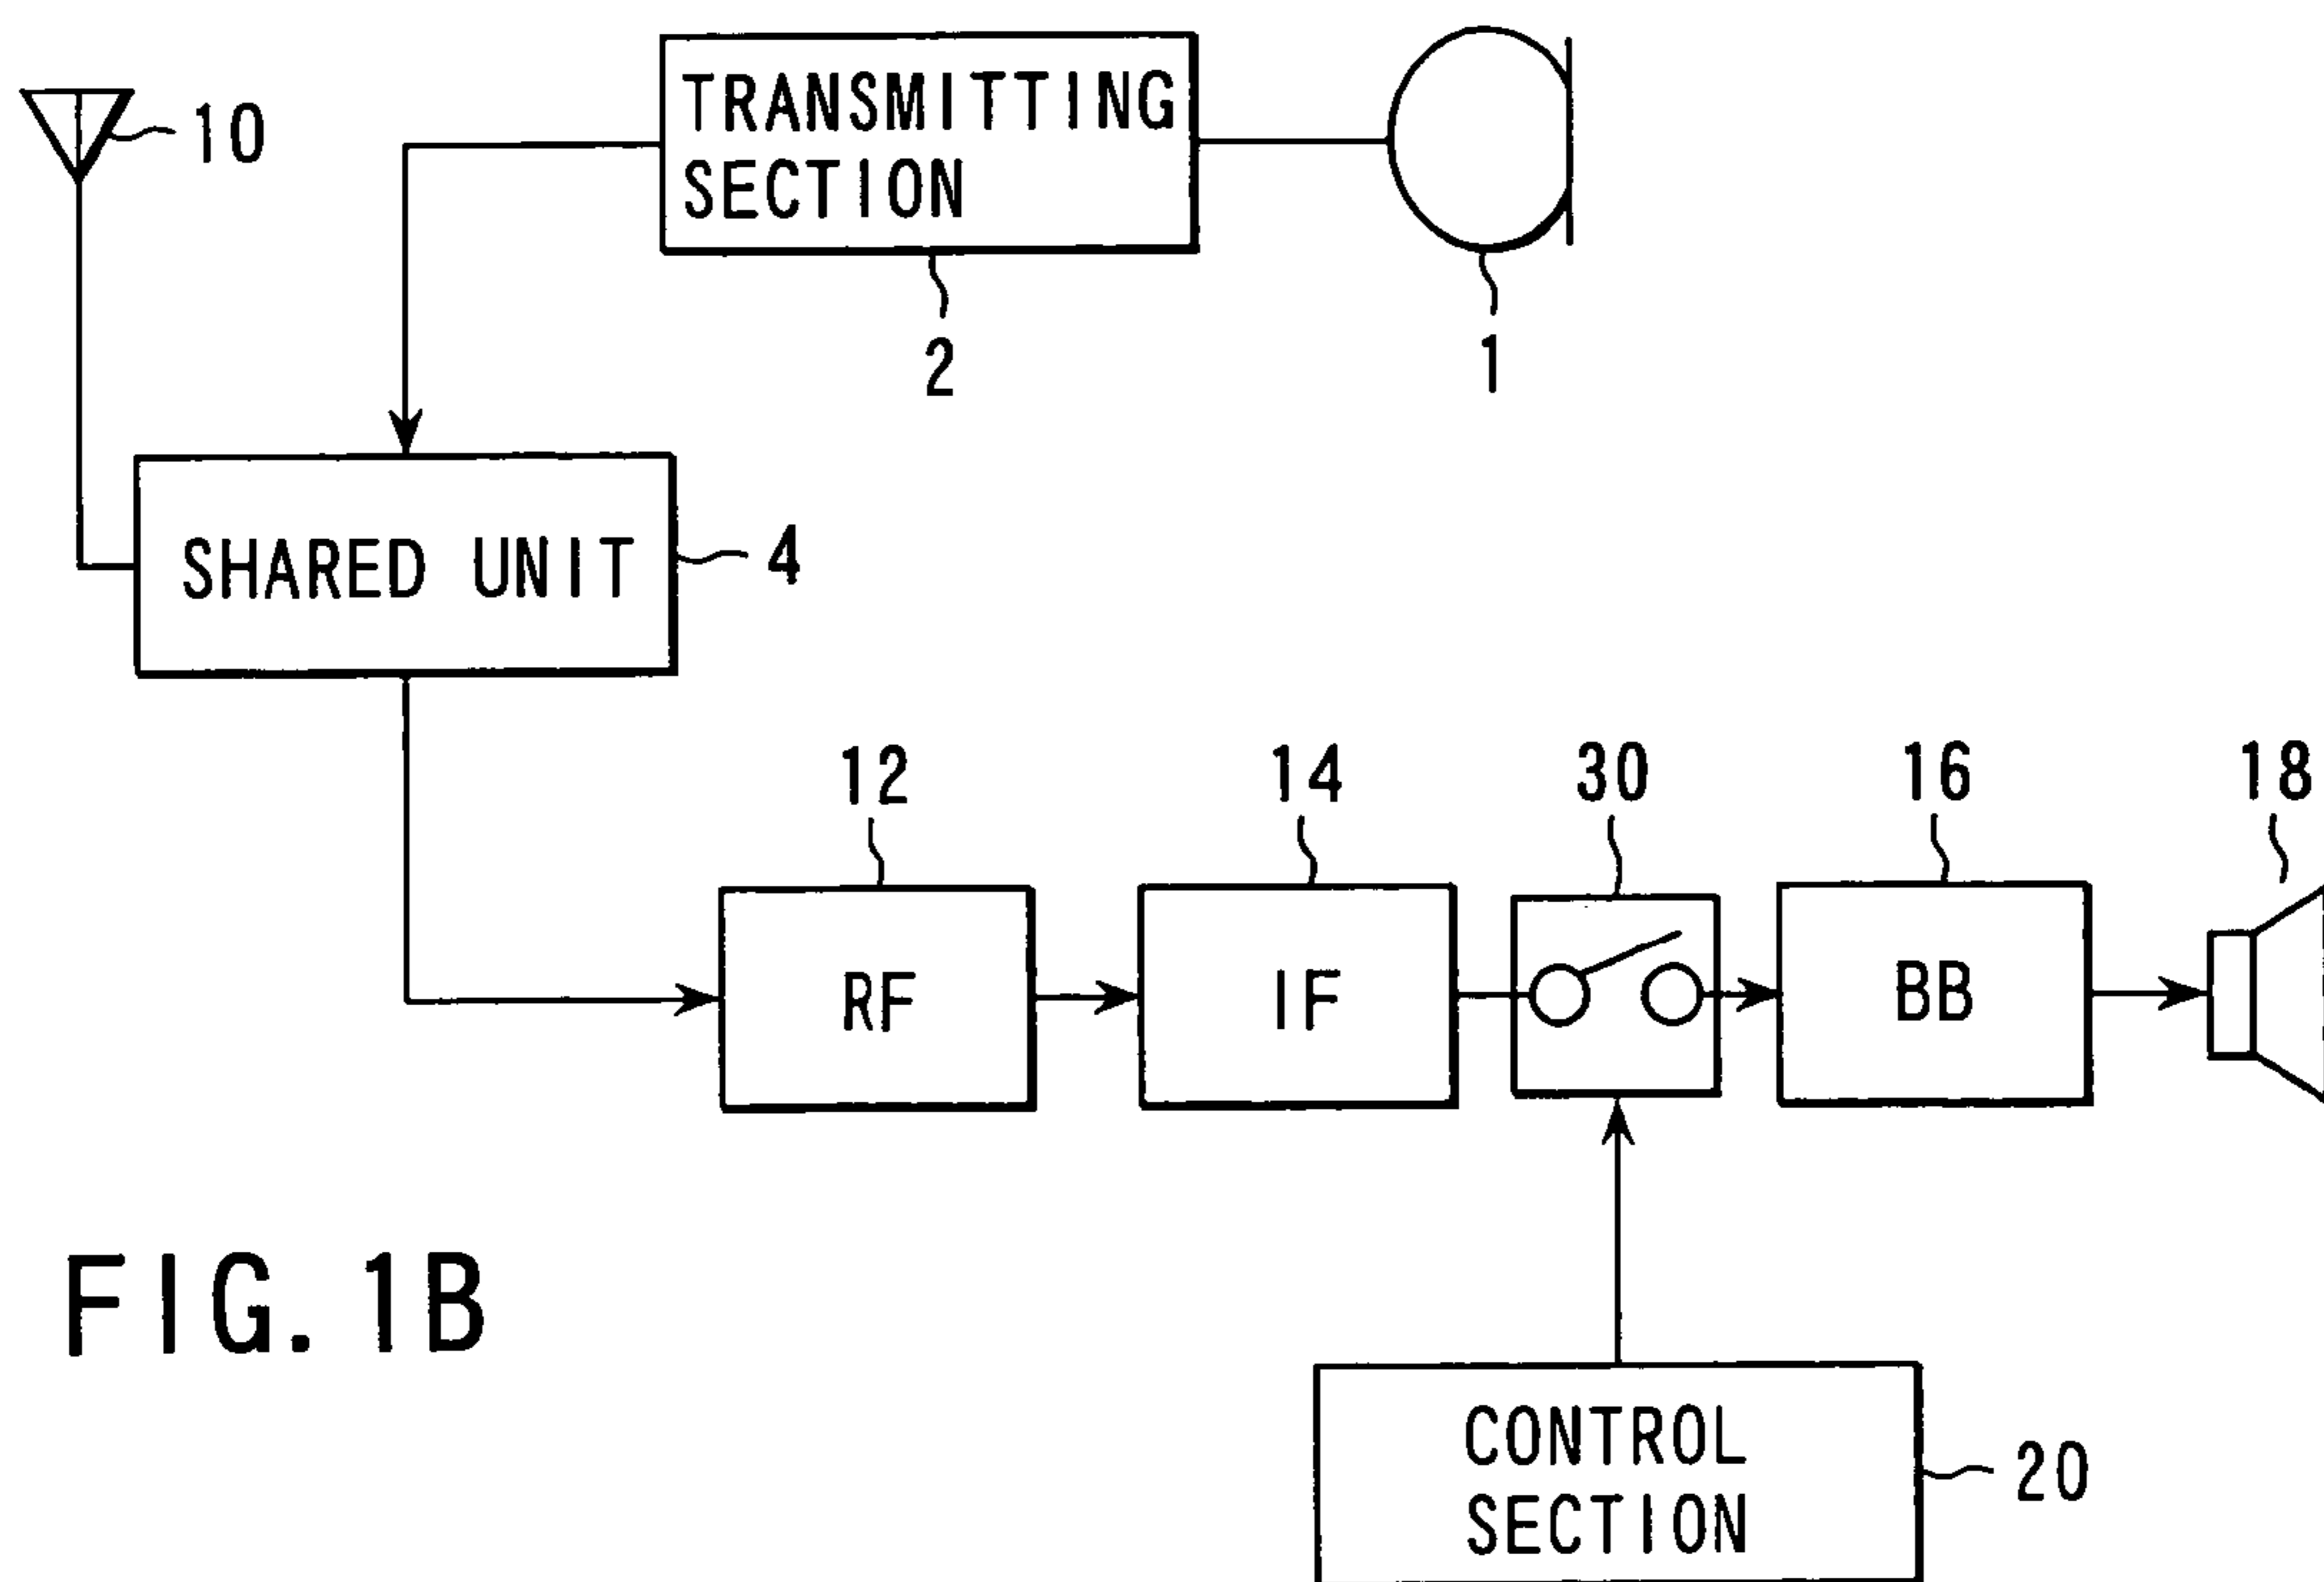 TRANSMITTING
SECTION
10
2
1
SHARED UNIT
4
12
14
30
16
18
RF
IF
BB
FIG. 1B
CONTROL
SECTION
20